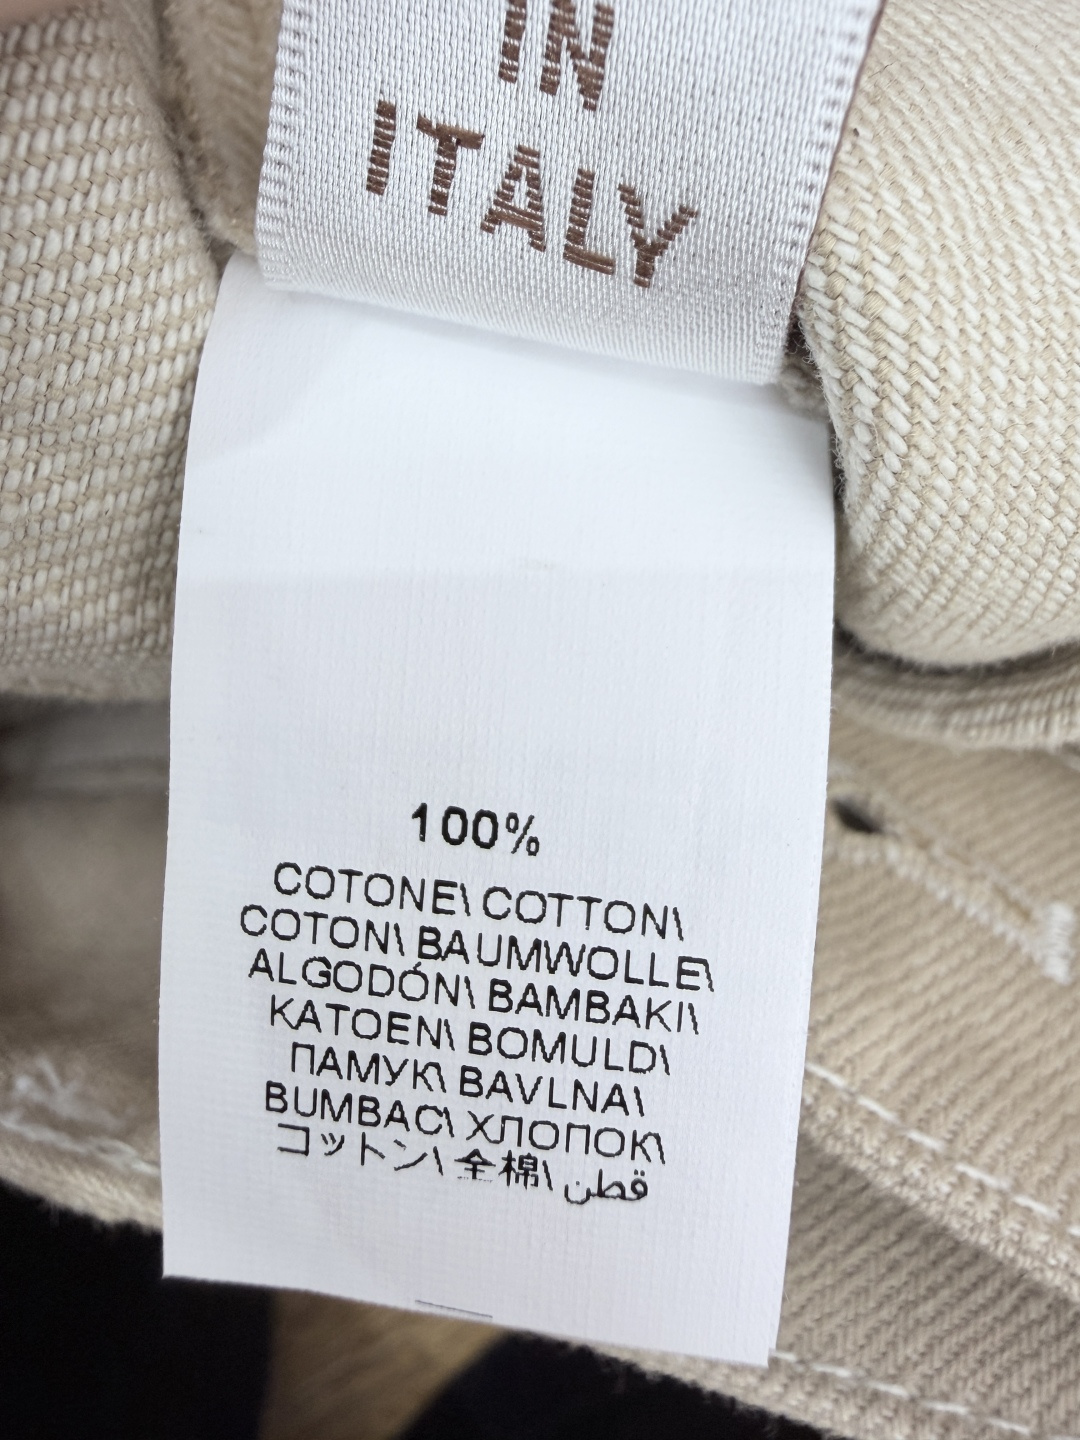 IN
ITALY
100%
COTONE\ COTTON\
COTON\ BAUMWOLLE\
ALGODÓN\ BAMBAKI\
KATOEN\ BOMULD\
ПАМУК\ BAVLNA\
BUMBAC\ ХЛОПОК\
コットン\ 全棉\ قطن